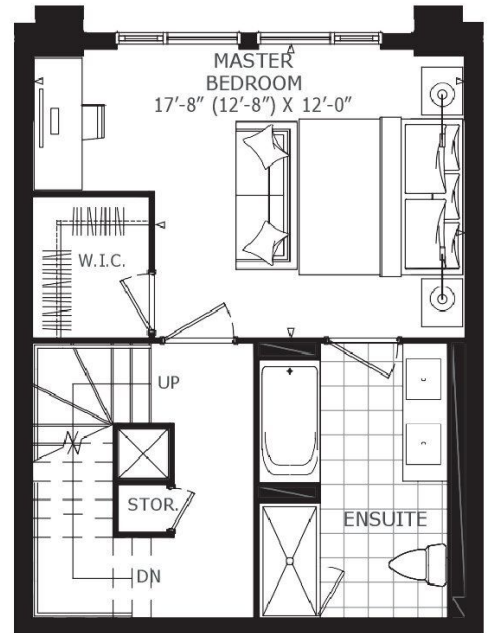 MASTER
BEDROOM
17'-8" (12'-8") X 12'-0"
W.I.C.
UP
STOR.
ENSUITE
DN